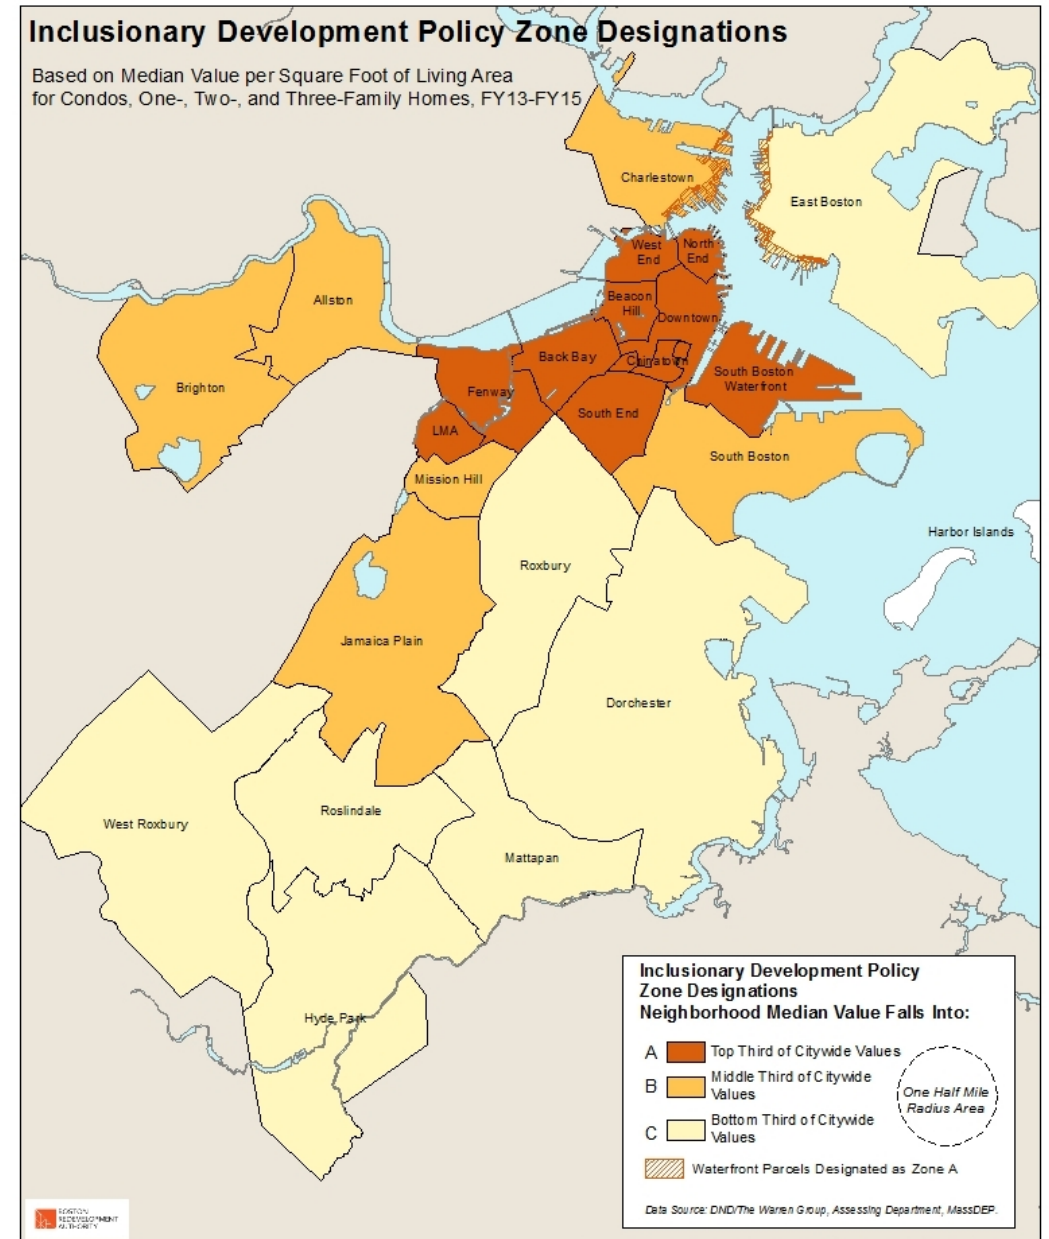 Inclusionary Development Policy Zone Designations
Based on Median Value per Square Foot of Living Area
for Condos, One-, Two-, and Three-Family Homes, FY13-FY15
Charlestown
East Boston
West
End
North
End
Allston
Beacon
Hill
Downtown
Back Bay
Chinatown
South Boston
Waterfront
Brighton
Fenway
South End
LMA
South Boston
Mission Hill
Harbor Islands
Roxbury
Jamaica Plain
Dorchester
Roslindale
West Roxbury
Mattapan
Hyde Park
Inclusionary Development Policy
Zone Designations
Neighborhood Median Value Falls Into:
A Top Third of Citywide Values
B Middle Third of Citywide
Values
C Bottom Third of Citywide
Values
One Half Mile
Radius Area
Waterfront Parcels Designated as Zone A
Data Source: DND/The Warren Group, Assessing Department, MassDEP.
BOSTON
REDEVELOPMENT
AUTHORITY